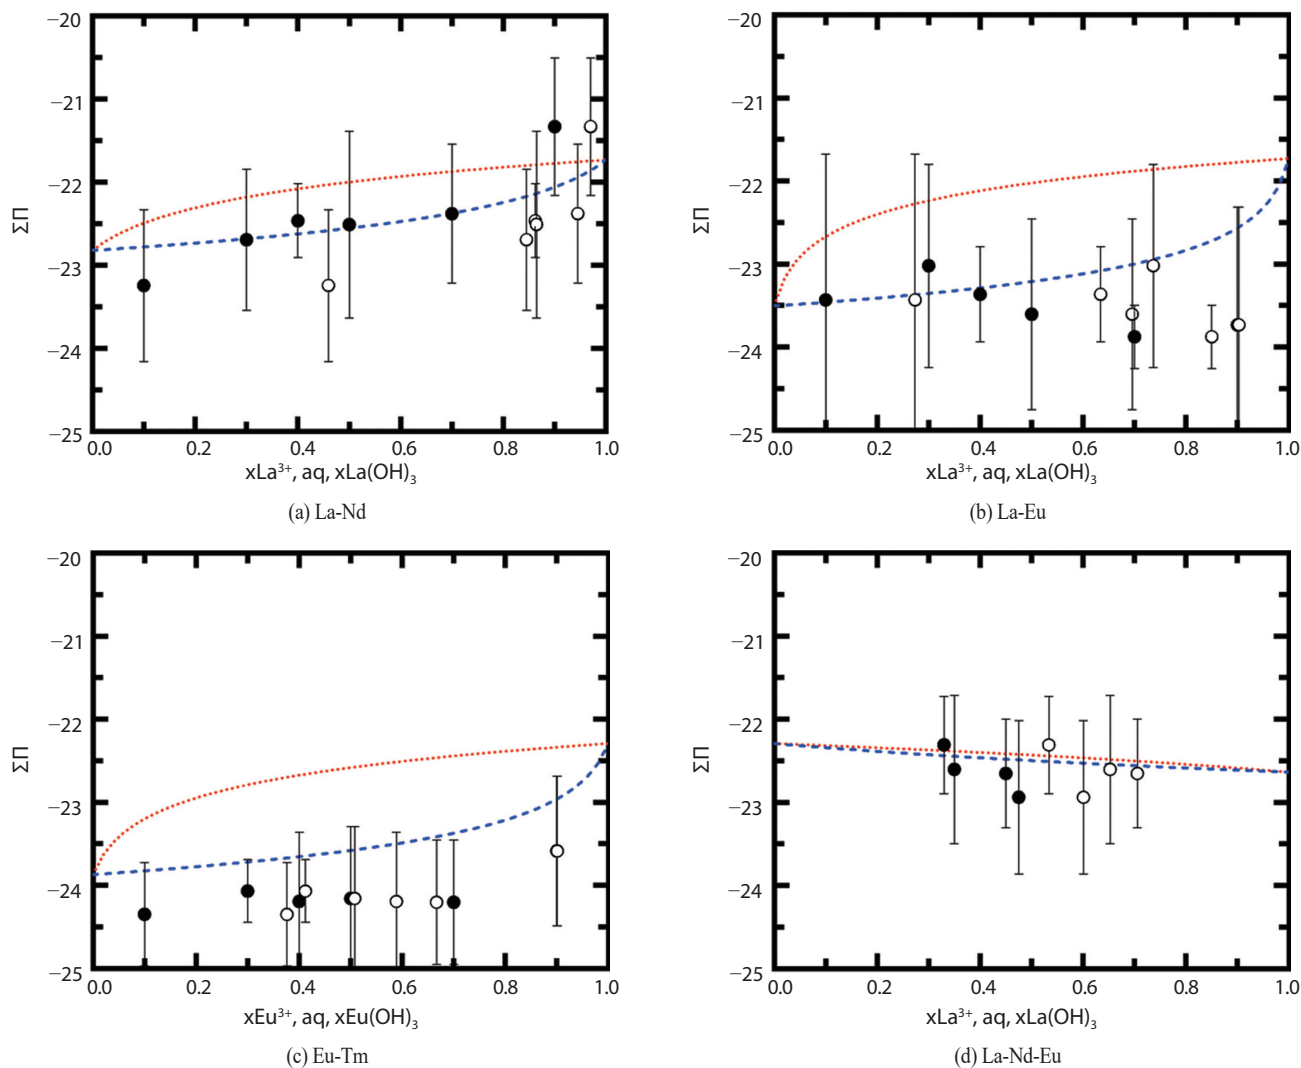 −20
−21
−22
−23
−24
−25
ΣΠ
0.0 0.2 0.4 0.6 0.8 1.0
xLa³⁺, aq, xLa(OH)₃
(a) La-Nd
−20
−21
−22
−23
−24
−25
ΣΠ
0.0 0.2 0.4 0.6 0.8 1.0
xLa³⁺, aq, xLa(OH)₃
(b) La-Eu
−20
−21
−22
−23
−24
−25
ΣΠ
0.0 0.2 0.4 0.6 0.8 1.0
xEu³⁺, aq, xEu(OH)₃
(c) Eu-Tm
−20
−21
−22
−23
−24
−25
ΣΠ
0.0 0.2 0.4 0.6 0.8 1.0
xLa³⁺, aq, xLa(OH)₃
(d) La-Nd-Eu